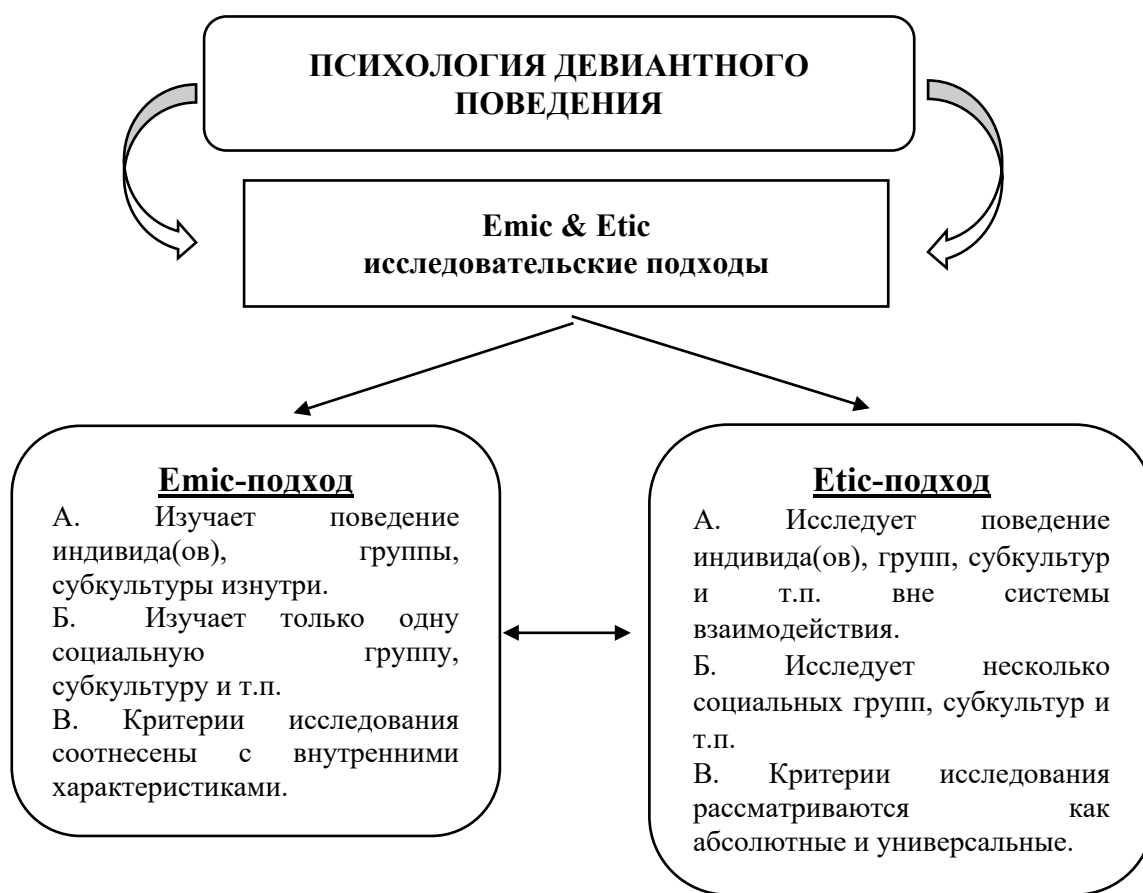 ПСИХОЛОГИЯ ДЕВИАНТНОГО
ПОВЕДЕНИЯ
Emic & Etic
исследовательские подходы
Emic-подход
А. Изучает поведение
индивида(ов), группы,
субкультуры изнутри.
Б. Изучает только одну
социальную группу,
субкультуру и т.п.
В. Критерии исследования
соотнесены с внутренними
характеристиками.
Etic-подход
А. Исследует поведение
индивида(ов), групп, субкультур
и т.п. вне системы
взаимодействия.
Б. Исследует несколько
социальных групп, субкультур и
т.п.
В. Критерии исследования
рассматриваются как
абсолютные и универсальные.